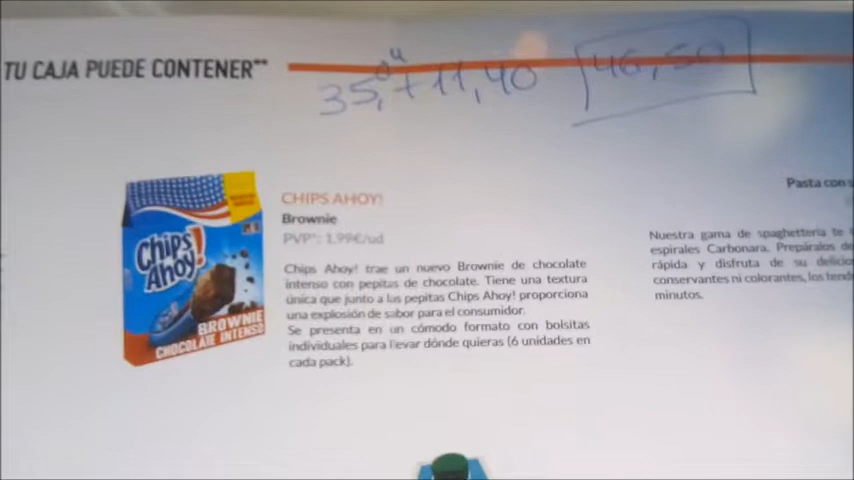 TU CAJA PUEDE CONTENER**
35,04 + 11,40 46,50
CHIPS AHOY!
Brownie
PVP*: 1.99€/ud
Chips Ahoy! trae un nuevo Brownie de chocolate
intenso con pepitas de chocolate. Tiene una textura
única que junto a las pepitas Chips Ahoy! proporciona
una explosión de sabor para el consumidor.
Se presenta en un cómodo formato con bolsitas
individuales para llevar dónde quieras (6 unidades en
cada pack).
Chips
Ahoy!
BROWNIE
CHOCOLATE INTENSO
Pasta con
Nuestra gama de spaghetteria te
espirales Carbonara. Prepáralos de
rápida y disfruta de su delicio
conservantes ni colorantes, los tend
minutos.